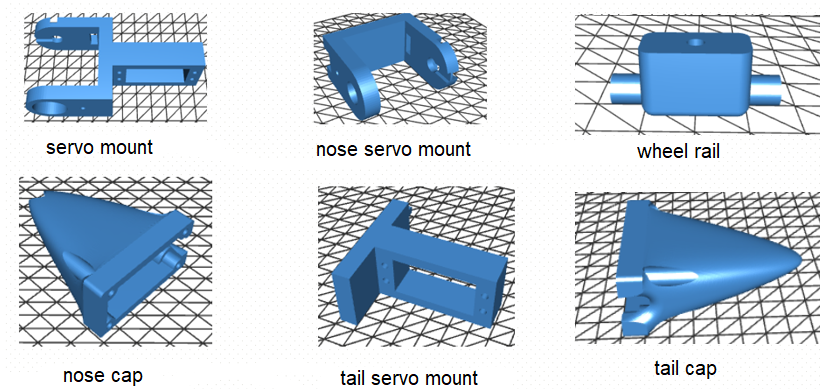 servo mount
nose servo mount
wheel rail
nose cap
tail servo mount
tail cap